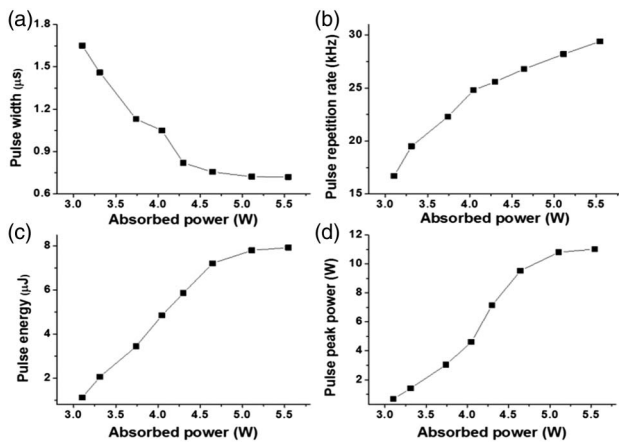 (a)
1.8
1.5
1.2
0.9
0.6
Pulse width (μs)
3.0 3.5 4.0 4.5 5.0 5.5
Absorbed power (W)
(b)
30
25
20
15
Pulse repetition rate (kHz)
3.0 3.5 4.0 4.5 5.0 5.5
Absorbed power (W)
(c)
8
6
4
2
Pulse energy (μJ)
3.0 3.5 4.0 4.5 5.0 5.5
Absorbed power (W)
(d)
12
10
8
6
4
2
Pulse peak power (W)
3.0 3.5 4.0 4.5 5.0 5.5
Absorbed power (W)